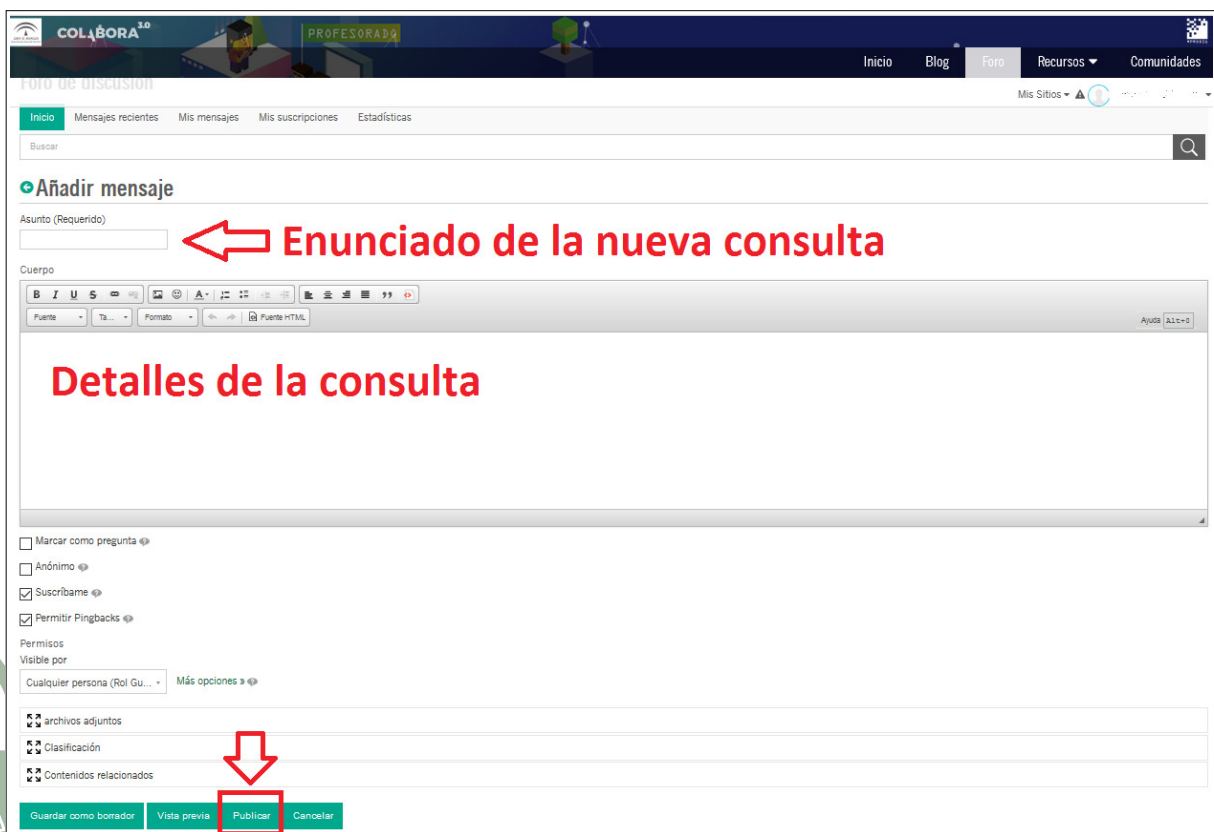 COLABORA 3.0
PROFESORADO
Inicio Blog Foro Recursos Comunidades
Foro de discusión
Mis Sitios
Inicio Mensajes recientes Mis mensajes Mis suscripciones Estadísticas
Buscar
Añadir mensaje
Asunto (Requerido)
Enunciado de la nueva consulta
Cuerpo
B I U S A
Fuente Ta... Formato Fuente HTML Ayuda Alt+0
Detalles de la consulta
Marcar como pregunta
Anónimo
Suscríbame
Permitir Pingbacks
Permisos
Visible por
Cualquier persona (Rol Gu... Más opciones »
archivos adjuntos
Clasificación
Contenidos relacionados
Guardar como borrador Vista previa Publicar Cancelar